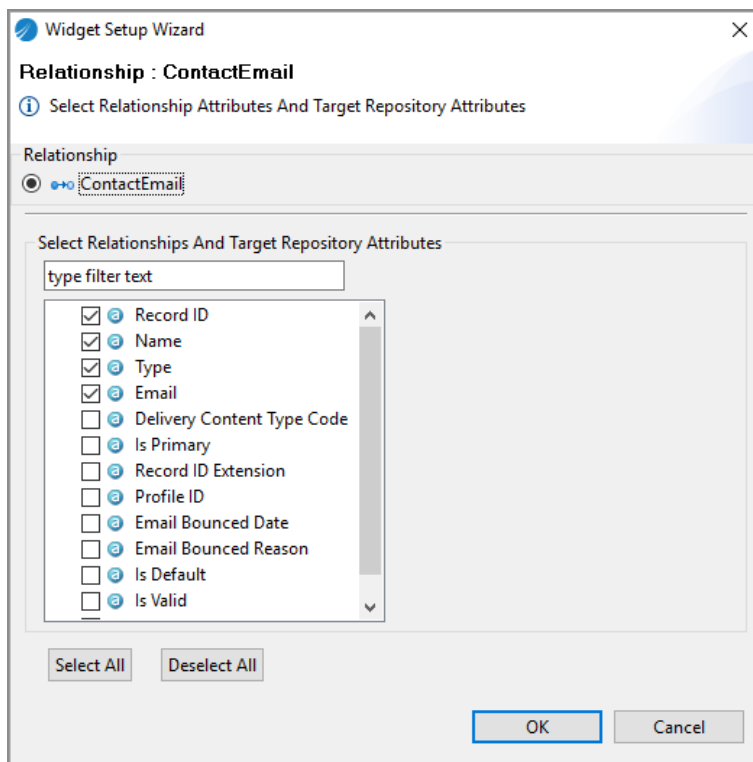 Widget Setup Wizard
Relationship : ContactEmail
Select Relationship Attributes And Target Repository Attributes
Relationship
ContactEmail
Select Relationships And Target Repository Attributes
type filter text
Record ID
Name
Type
Email
Delivery Content Type Code
Is Primary
Record ID Extension
Profile ID
Email Bounced Date
Email Bounced Reason
Is Default
Is Valid
Select All Deselect All
OK Cancel